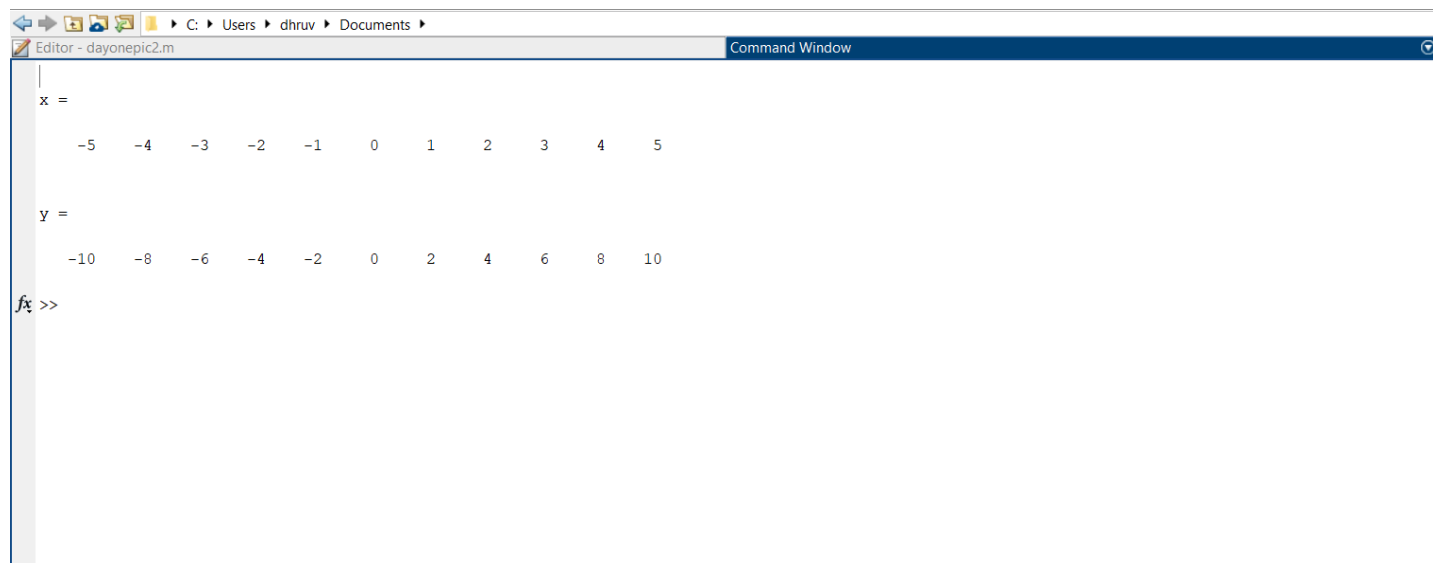 C: Users dhruv Documents
Editor - dayonepic2.m Command Window
x =
-5 -4 -3 -2 -1 0 1 2 3 4 5
y =
-10 -8 -6 -4 -2 0 2 4 6 8 10
fx >>